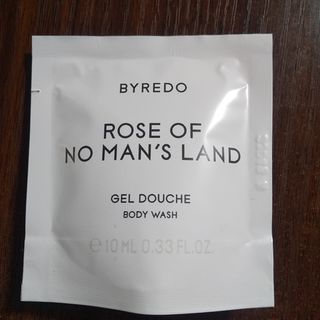 BYREDO
ROSE OF
NO MAN'S LAND
GEL DOUCHE
BODY WASH
℮ 10 ML 0.33 FL.OZ.